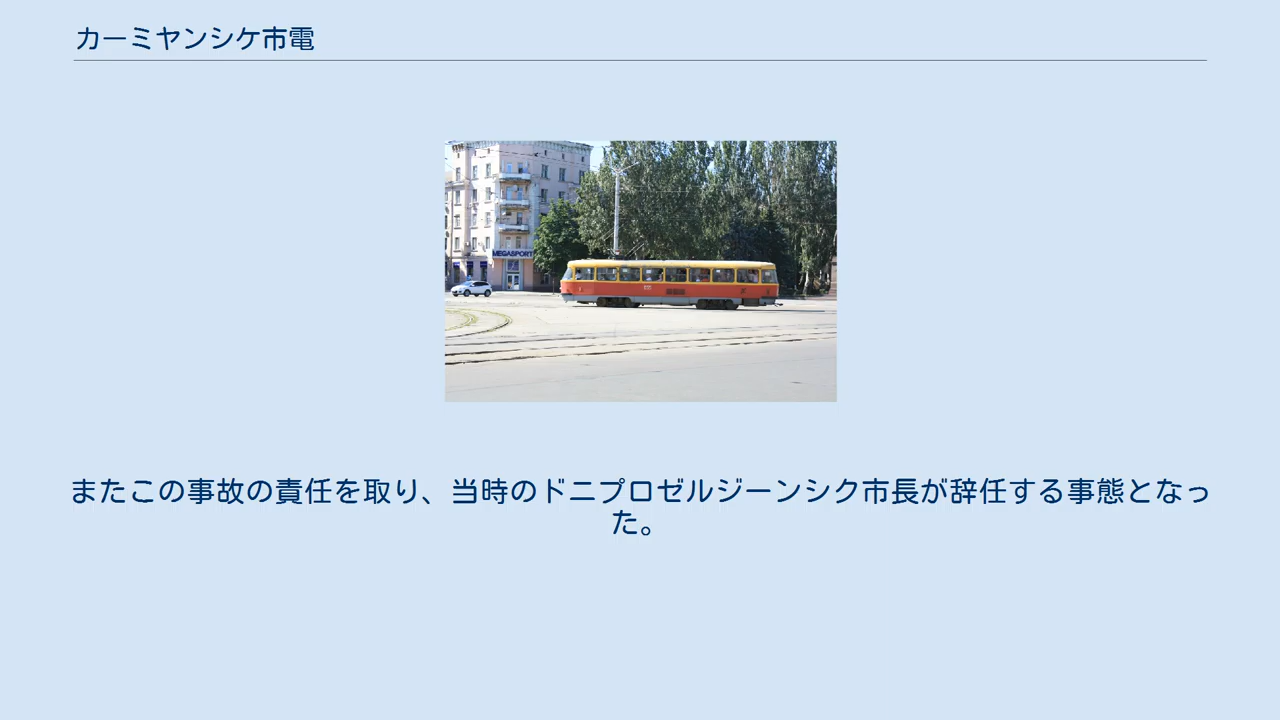 カーミヤンシケ市電
MEGASPORT
またこの事故の責任を取り、当時のドニプロゼルジーンシク市長が辞任する事態となっ
た。